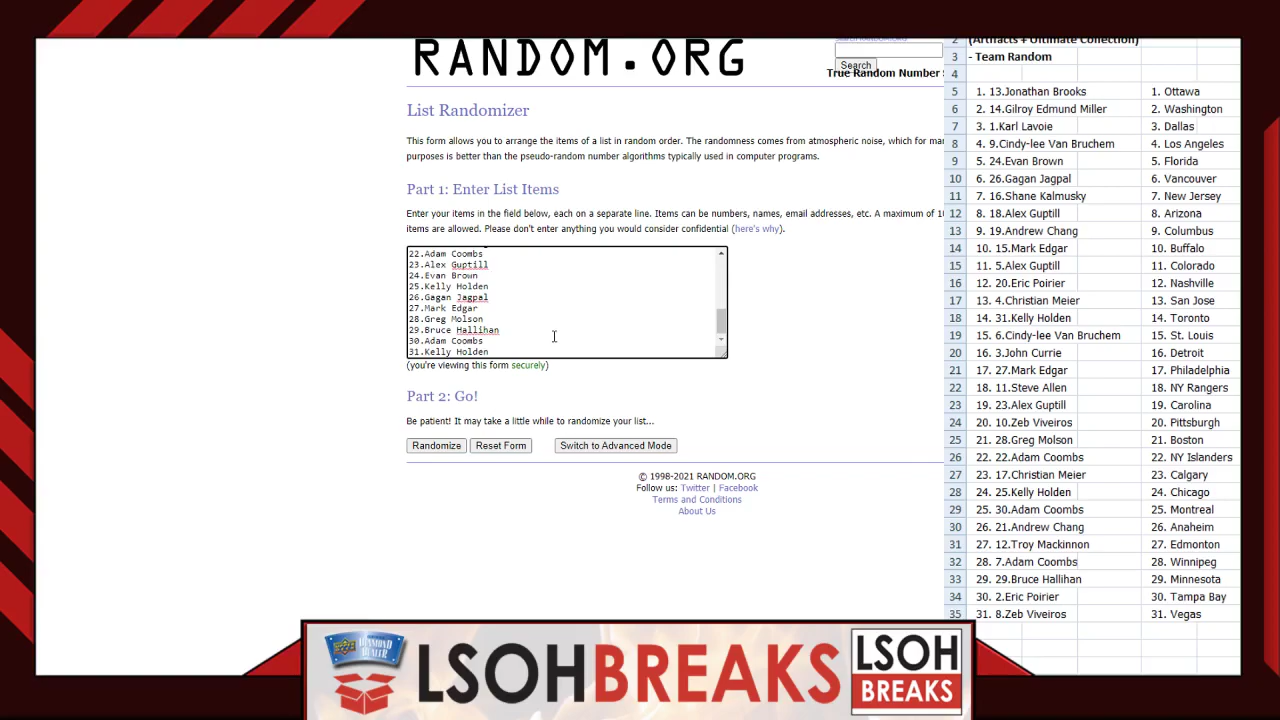 RANDOM.ORG
Search RANDOM.ORG
Search
True Random Number S
List Randomizer
This form allows you to arrange the items of a list in random order. The randomness comes from atmospheric noise, which for man
purposes is better than the pseudo-random number algorithms typically used in computer programs.
Part 1: Enter List Items
Enter your items in the field below, each on a separate line. Items can be numbers, names, email addresses, etc. A maximum of 10
items are allowed. Please don't enter anything you would consider confidential (here's why).
22.Adam Coombs
23.Alex Guptill
24.Evan Brown
25.Kelly Holden
26.Gagan Jagpal
27.Mark Edgar
28.Greg Molson
29.Bruce Hallihan
30.Adam Coombs
31.Kelly Holden
(you're viewing this form securely)
Part 2: Go!
Be patient! It may take a little while to randomize your list...
Randomize Reset Form Switch to Advanced Mode
© 1998-2021 RANDOM.ORG
Follow us: Twitter | Facebook
Terms and Conditions
About Us
2 (Artifacts + Ultimate Collection)
3 - Team Random
4
5 1. 13.Jonathan Brooks 1. Ottawa
6 2. 14.Gilroy Edmund Miller 2. Washington
7 3. 1.Karl Lavoie 3. Dallas
8 4. 9.Cindy-lee Van Bruchem 4. Los Angeles
9 5. 24.Evan Brown 5. Florida
10 6. 26.Gagan Jagpal 6. Vancouver
11 7. 16.Shane Kalmusky 7. New Jersey
12 8. 18.Alex Guptill 8. Arizona
13 9. 19.Andrew Chang 9. Columbus
14 10. 15.Mark Edgar 10. Buffalo
15 11. 5.Alex Guptill 11. Colorado
16 12. 20.Eric Poirier 12. Nashville
17 13. 4.Christian Meier 13. San Jose
18 14. 31.Kelly Holden 14. Toronto
19 15. 6.Cindy-lee Van Bruchem 15. St. Louis
20 16. 3.John Currie 16. Detroit
21 17. 27.Mark Edgar 17. Philadelphia
22 18. 11.Steve Allen 18. NY Rangers
23 19. 23.Alex Guptill 19. Carolina
24 20. 10.Zeb Viveiros 20. Pittsburgh
25 21. 28.Greg Molson 21. Boston
26 22. 22.Adam Coombs 22. NY Islanders
27 23. 17.Christian Meier 23. Calgary
28 24. 25.Kelly Holden 24. Chicago
29 25. 30.Adam Coombs 25. Montreal
30 26. 21.Andrew Chang 26. Anaheim
31 27. 12.Troy Mackinnon 27. Edmonton
32 28. 7.Adam Coombs 28. Winnipeg
33 29. 29.Bruce Hallihan 29. Minnesota
34 30. 2.Eric Poirier 30. Tampa Bay
35 31. 8.Zeb Viveiros 31. Vegas
DIAMOND
DEALER
LSOHBREAKS
LSOH
BREAKS